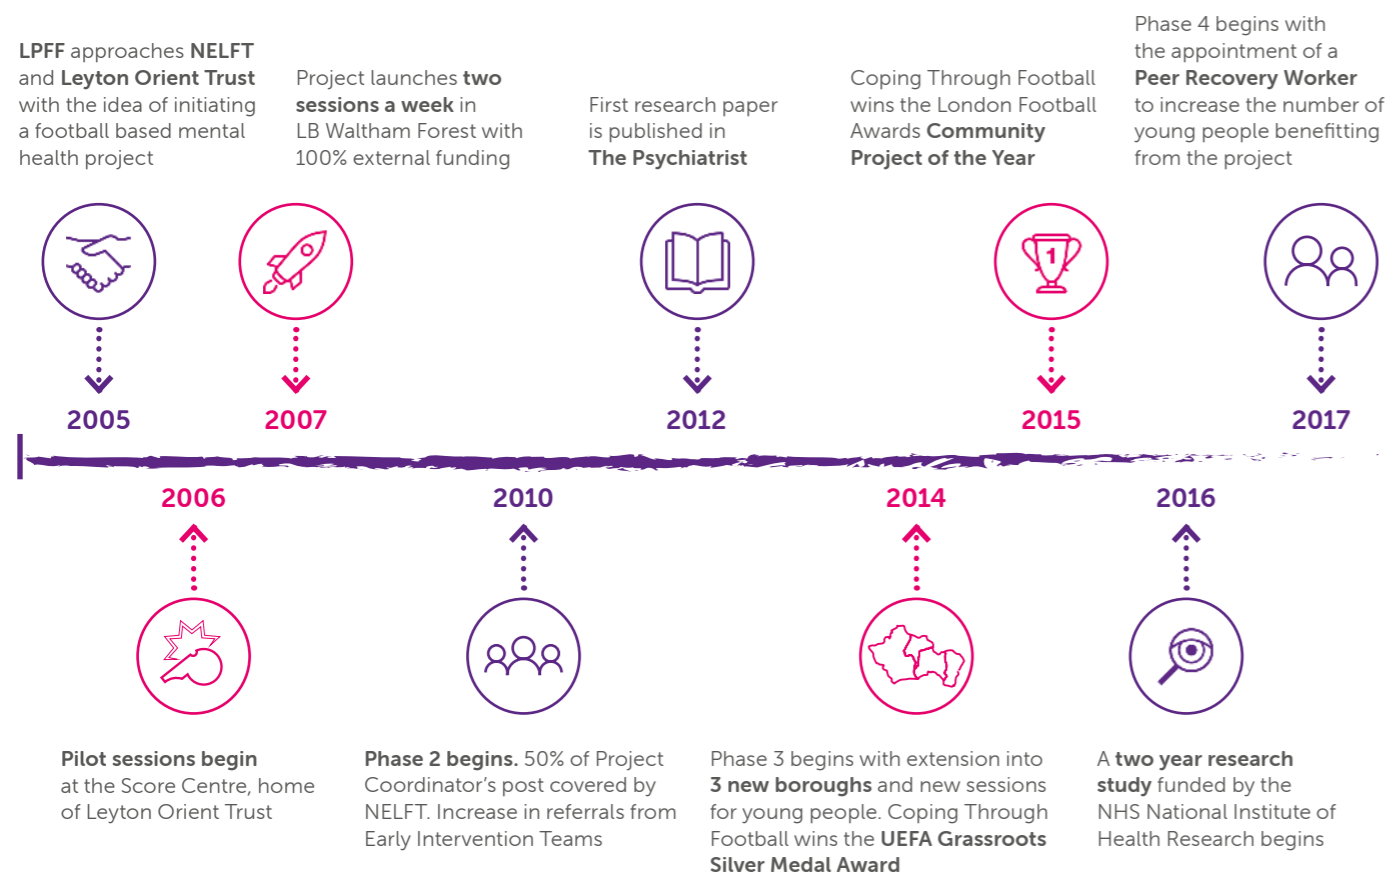 LPFF approaches NELFT
and Leyton Orient Trust
with the idea of initiating
a football based mental
health project
Project launches two
sessions a week in
LB Waltham Forest with
100% external funding
First research paper
is published in
The Psychiatrist
Coping Through Football
wins the London Football
Awards Community
Project of the Year
Phase 4 begins with
the appointment of a
Peer Recovery Worker
to increase the number of
young people benefitting
from the project
1
2005
2007
2012
2015
2017
2006
2010
2014
2016
Pilot sessions begin
at the Score Centre, home
of Leyton Orient Trust
Phase 2 begins. 50% of Project
Coordinator’s post covered by
NELFT. Increase in referrals from
Early Intervention Teams
Phase 3 begins with extension into
3 new boroughs and new sessions
for young people. Coping Through
Football wins the UEFA Grassroots
Silver Medal Award
A two year research
study funded by the
NHS National Institute of
Health Research begins